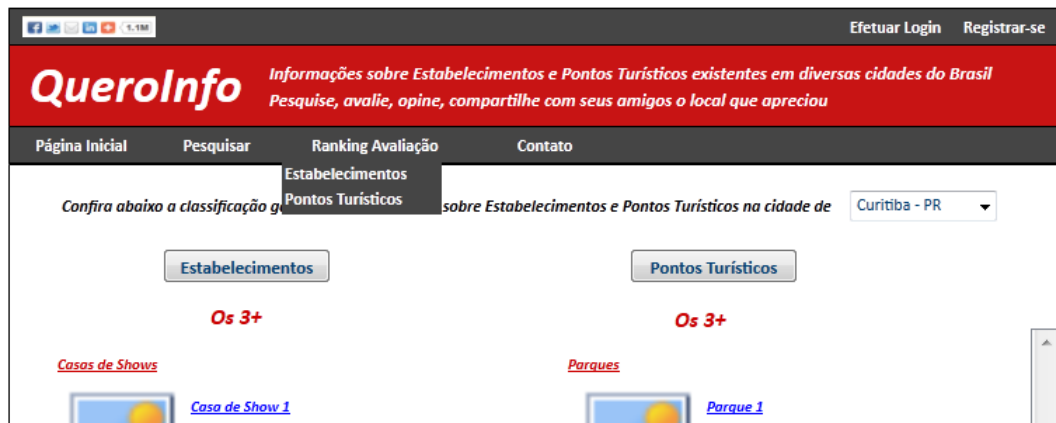 1.1M
Efetuar Login Registrar-se
QueroInfo
Informações sobre Estabelecimentos e Pontos Turísticos existentes em diversas cidades do Brasil
Pesquise, avalie, opine, compartilhe com seus amigos o local que apreciou
Página Inicial Pesquisar Ranking Avaliação Contato
Estabelecimentos
Pontos Turísticos
Confira abaixo a classificação sobre Estabelecimentos e Pontos Turísticos na cidade de Curitiba - PR
Estabelecimentos Pontos Turísticos
Os 3+ Os 3+
Casas de Shows Parques
Casa de Show 1 Parque 1